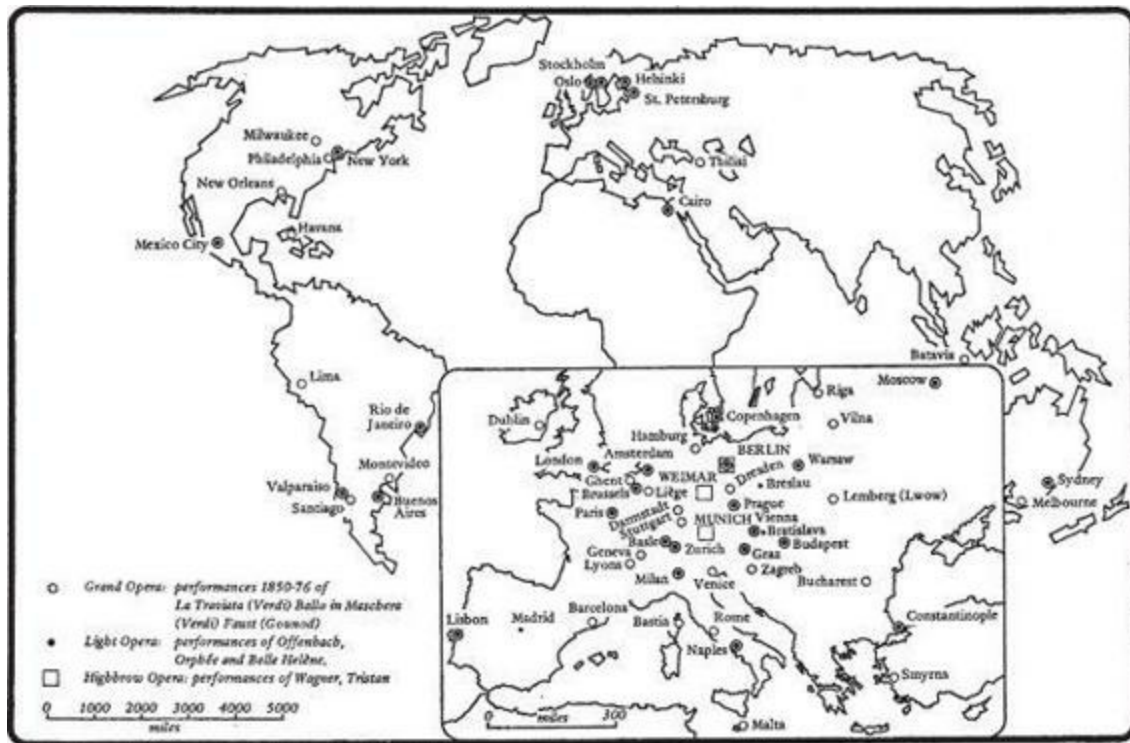 Stockholm
Oslo
Helsinki
St. Petersburg
Milwaukee
Philadelphia
New York
Tbilisi
New Orleans
Cairo
Havana
Mexico City
Batavia
Lima
Moscow
Riga
Rio de
Janeiro
Dublin
Copenhagen
Vilna
Hamburg
BERLIN
Amsterdam
London
Dresden
Warsaw
Montevideo
WEIMAR
Ghent
Breslau
Sydney
Valparaiso
Brussels
Liège
Lemberg (Lwow)
Melbourne
Santiago
Buenos
Aires
Prague
Paris
Darmstadt
Stuttgart
MUNICH
Vienna
Bratislava
Basle
Zurich
Budapest
Geneva
Graz
Lyons
Zagreb
Milan
Venice
Bucharest
Grand Opera: performances 1850-76 of
La Traviata (Verdi) Ballo in Maschera
(Verdi) Faust (Gounod)
Barcelona
Bastia
Rome
Constantinople
Lisbon
Madrid
Light Opera: performances of Offenbach,
Orphée and Belle Helène,
Naples
Highbrow Opera: performances of Wagner, Tristan
Smyrna
0 1000 2000 3000 4000 5000
miles
0 miles 300
Malta